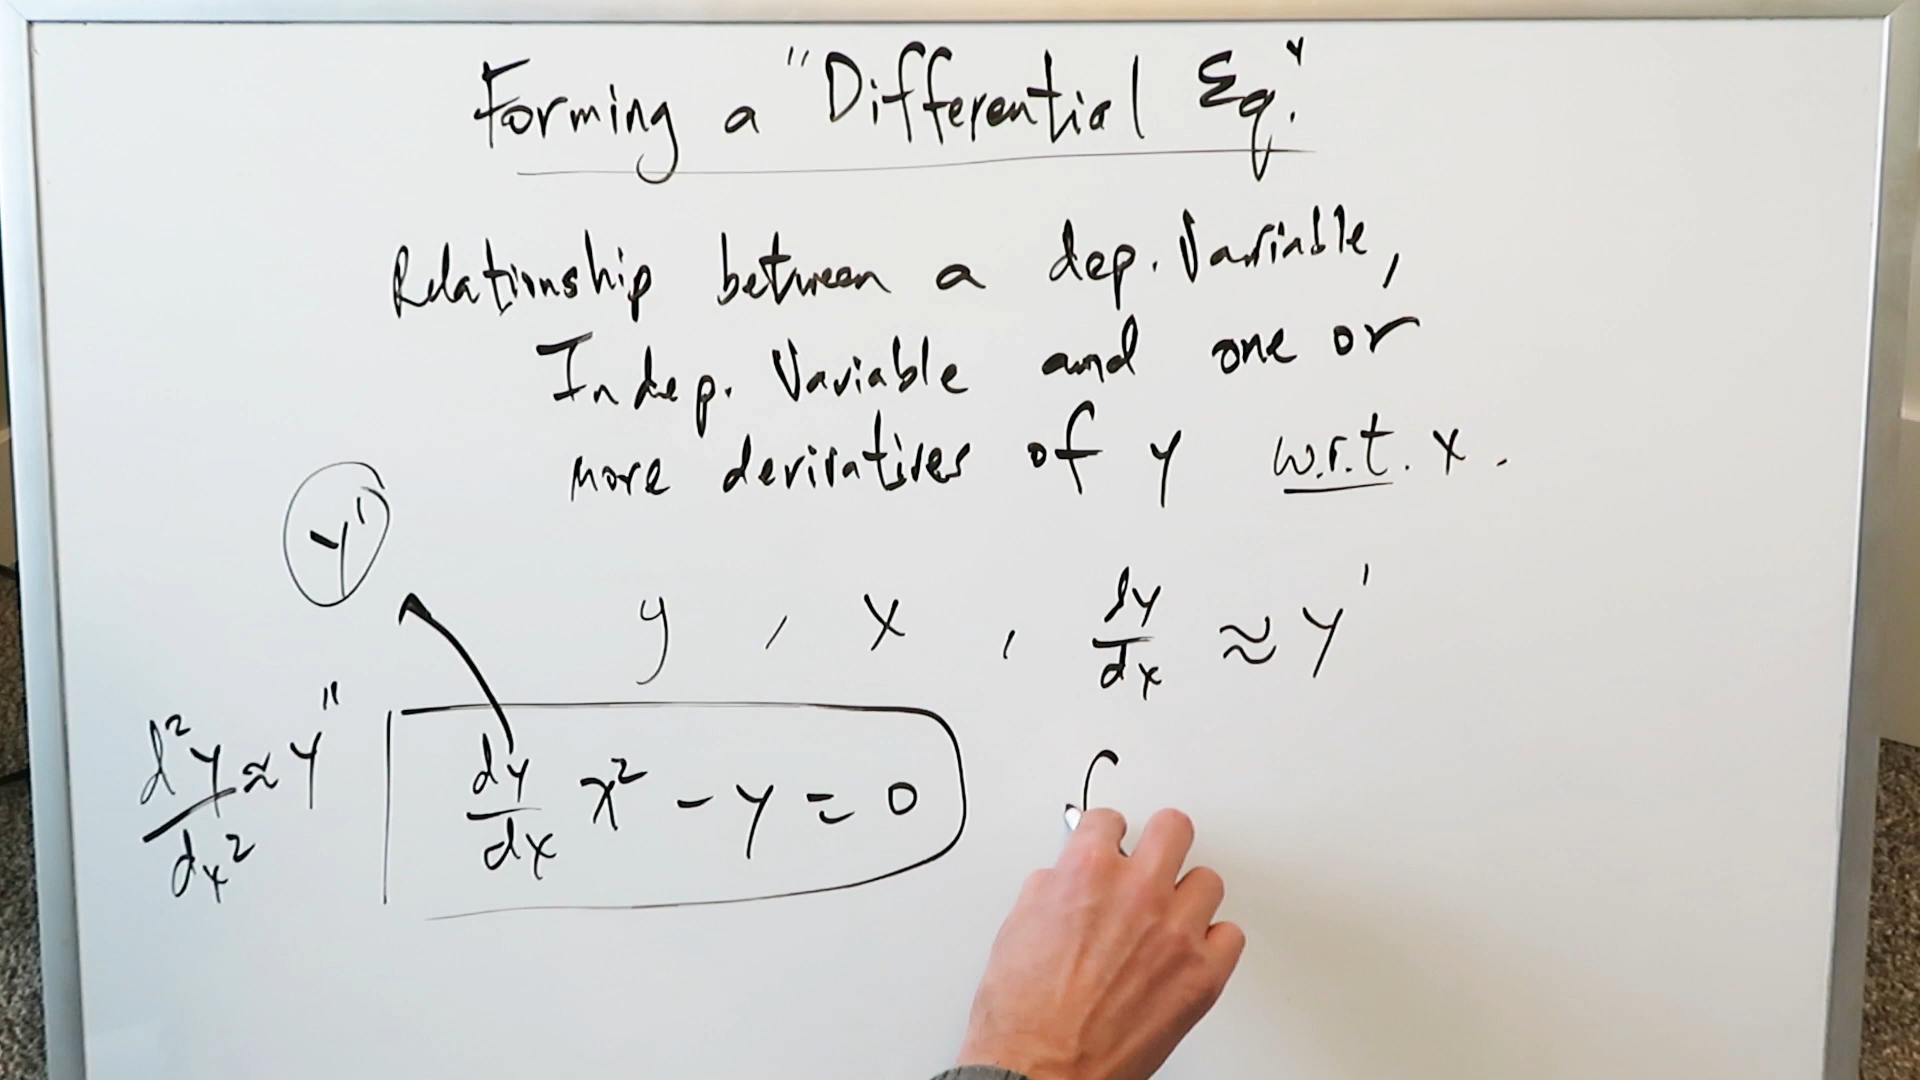 Forming a "Differential Eq."
Relationship between a dep. Variable,
Indep. Variable and one or
more derivatives of y w.r.t. x.
y'
y , x , dy/dx ≈ y'
d²y/dx² ≈ y''
dy/dx x² - y = 0